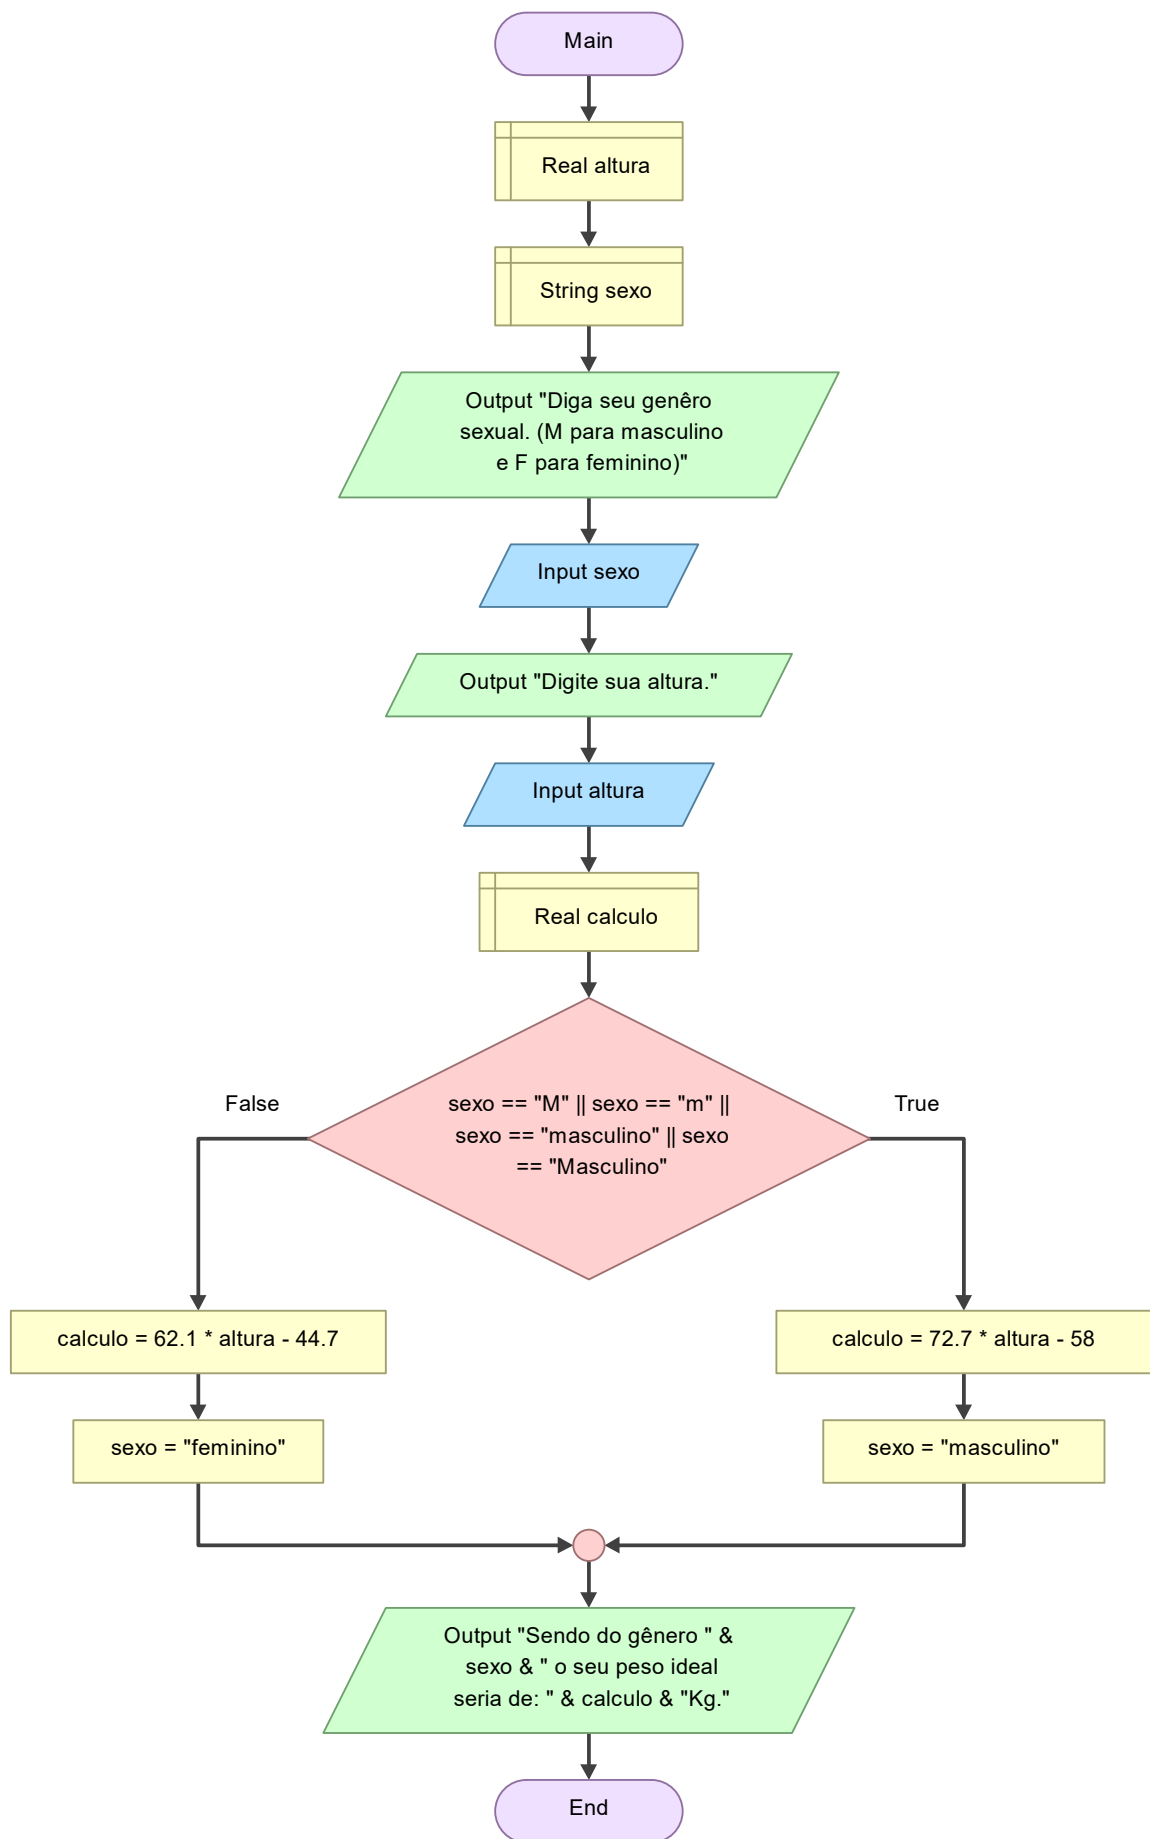 Main
Real altura
String sexo
Output "Diga seu genêro
sexual. (M para masculino
e F para feminino)"
Input sexo
Output "Digite sua altura."
Input altura
Real calculo
False
True
sexo == "M" || sexo == "m" ||
sexo == "masculino" || sexo
== "Masculino"
calculo = 62.1 * altura - 44.7
calculo = 72.7 * altura - 58
sexo = "feminino"
sexo = "masculino"
Output "Sendo do gênero " &
sexo & " o seu peso ideal
seria de: " & calculo & "Kg."
End